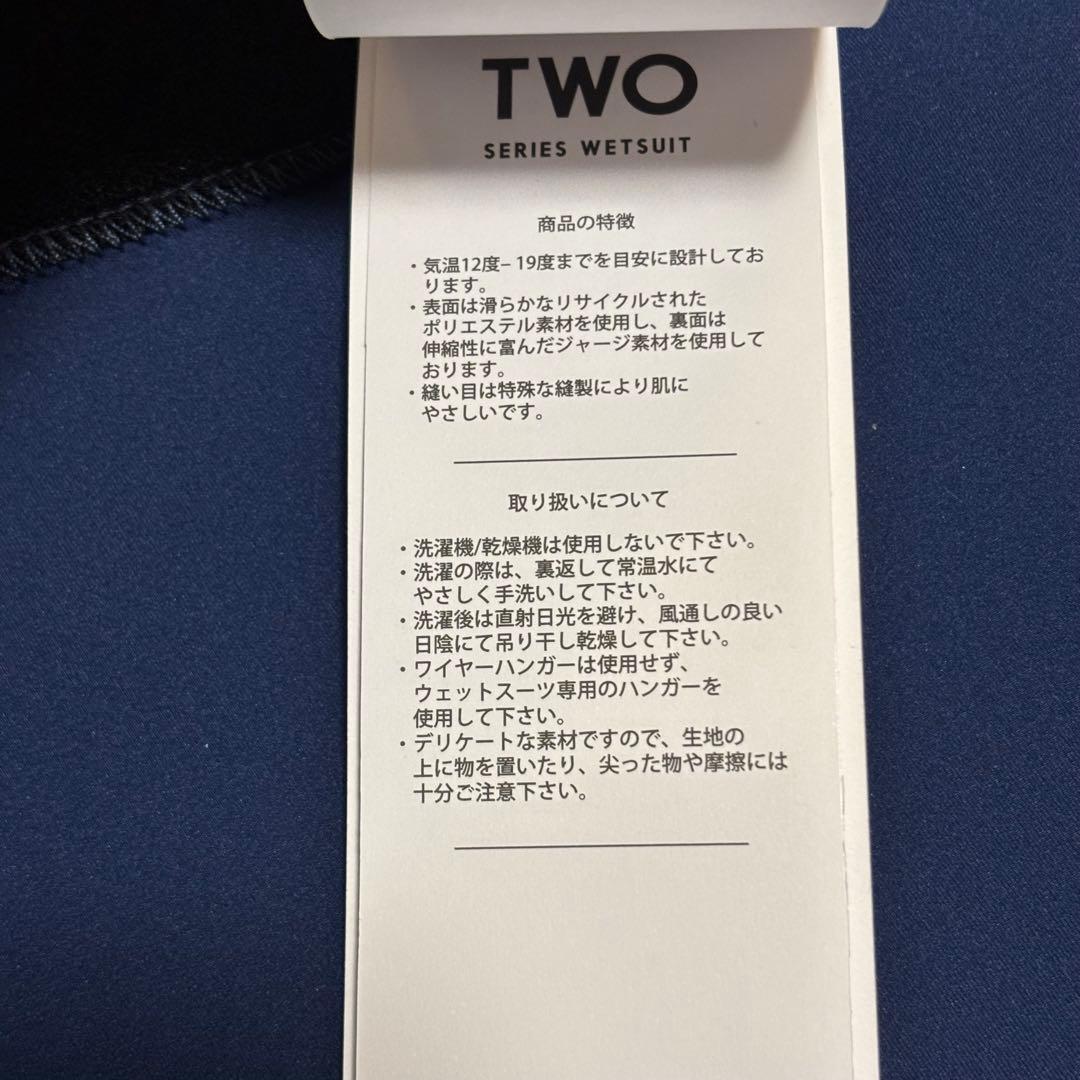 TWO
SERIES WETSUIT
商品の特徴
・気温12度– 19度までを目安に設計してお
ります。
・表面は滑らかなリサイクルされた
ポリエステル素材を使用し、裏面は
伸縮性に富んだジャージ素材を使用して
おります。
・縫い目は特殊な縫製により肌に
やさしいです。
取り扱いについて
・洗濯機/乾燥機は使用しないで下さい。
・洗濯の際は、裏返して常温水にて
やさしく手洗いして下さい。
・洗濯後は直射日光を避け、風通しの良い
日陰にて吊り干し乾燥して下さい。
・ワイヤーハンガーは使用せず、
ウェットスーツ専用のハンガーを
使用して下さい。
・デリケートな素材ですので、生地の
上に物を置いたり、尖った物や摩擦には
十分ご注意下さい。